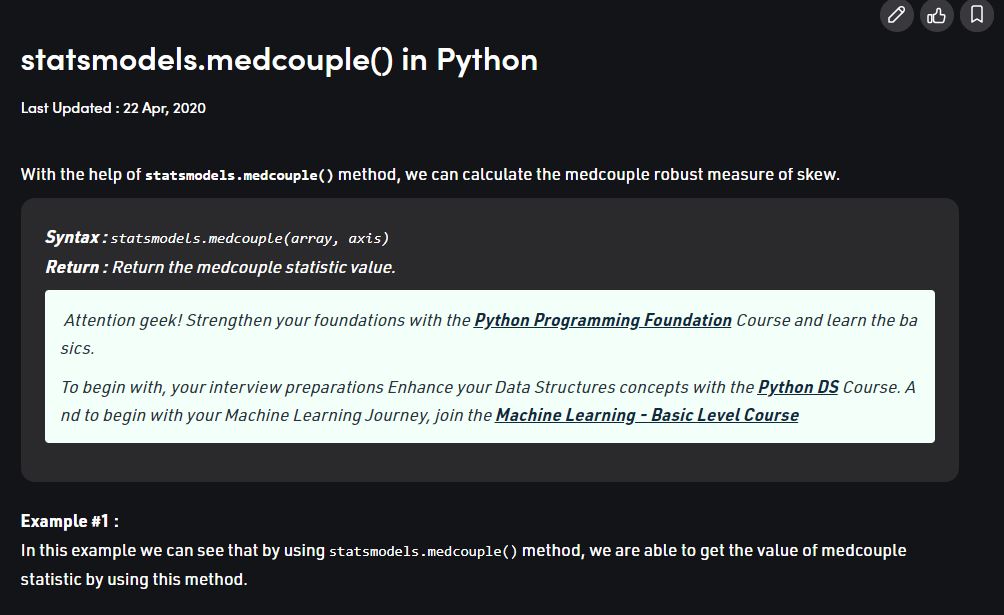 statsmodels.medcouple() in Python
Last Updated : 22 Apr, 2020
With the help of statsmodels.medcouple() method, we can calculate the medcouple robust measure of skew.
Syntax : statsmodels.medcouple(array, axis)
Return : Return the medcouple statistic value.
Attention geek! Strengthen your foundations with the Python Programming Foundation Course and learn the ba
sics.
To begin with, your interview preparations Enhance your Data Structures concepts with the Python DS Course. A
nd to begin with your Machine Learning Journey, join the Machine Learning - Basic Level Course
Example #1 :
In this example we can see that by using statsmodels.medcouple() method, we are able to get the value of medcouple
statistic by using this method.